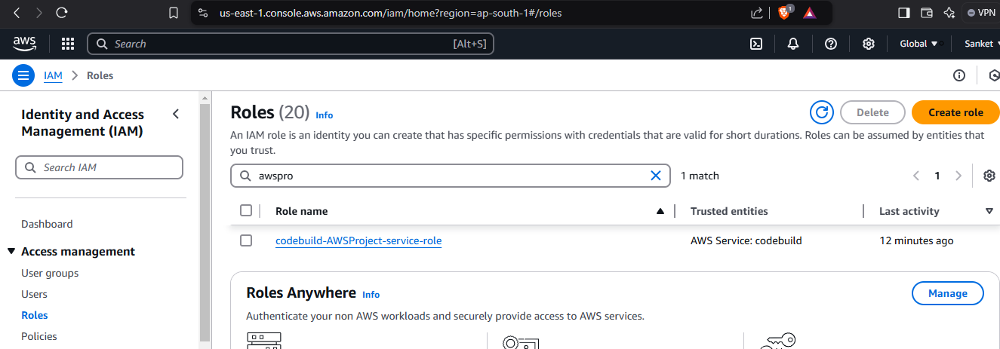 us-east-1.console.aws.amazon.com/iam/home?region=ap-south-1#/roles
1
VPN
aws
Search
[Alt+S]
Global
Sanket
IAM
Roles
Identity and Access
Management (IAM)
Search IAM
Dashboard
Access management
User groups
Users
Roles
Policies
Roles (20) Info
Delete
Create role
An IAM role is an identity you can create that has specific permissions with credentials that are valid for short durations. Roles can be assumed by entities that
you trust.
awspro
1 match
1
Role name
Trusted entities
Last activity
codebuild-AWSProject-service-role
AWS Service: codebuild
12 minutes ago
Roles Anywhere Info
Manage
Authenticate your non AWS workloads and securely provide access to AWS services.